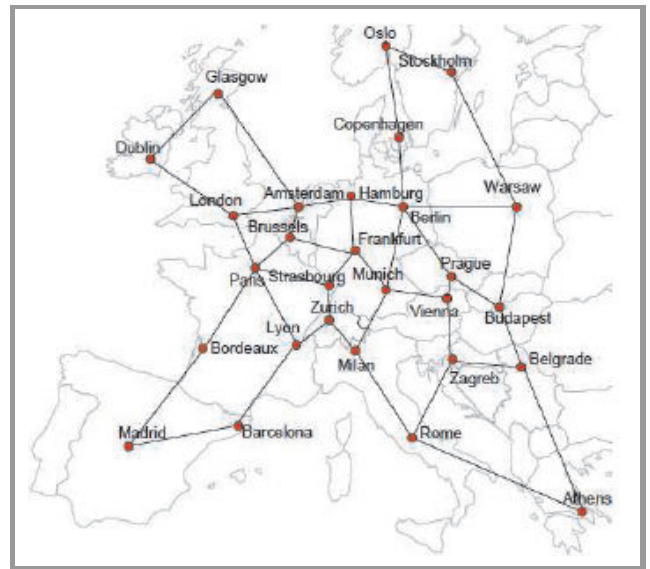 Oslo
Stockholm
Glasgow
Copenhagen
Dublin
Amsterdam
Hamburg
Warsaw
London
Berlin
Brussels
Frankfurt
Prague
Paris
Strasbourg
Munich
Zurich
Vienna
Budapest
Lyon
Bordeaux
Milan
Belgrade
Zagreb
Madrid
Barcelona
Rome
Athens